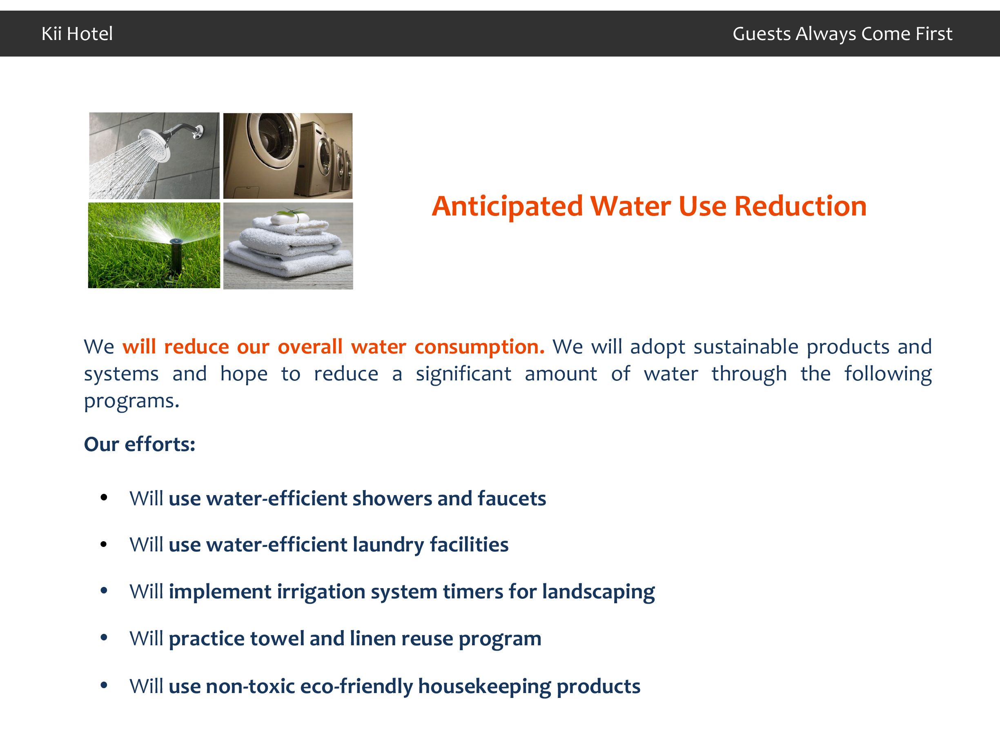 Kii Hotel
Guests Always Come First
Anticipated Water Use Reduction
We will reduce our overall water consumption. We will adopt sustainable products and
systems and hope to reduce a significant amount of water through the following
programs.
Our efforts:
• Will use water-efficient showers and faucets
• Will use water-efficient laundry facilities
• Will implement irrigation system timers for landscaping
• Will practice towel and linen reuse program
• Will use non-toxic eco-friendly housekeeping products